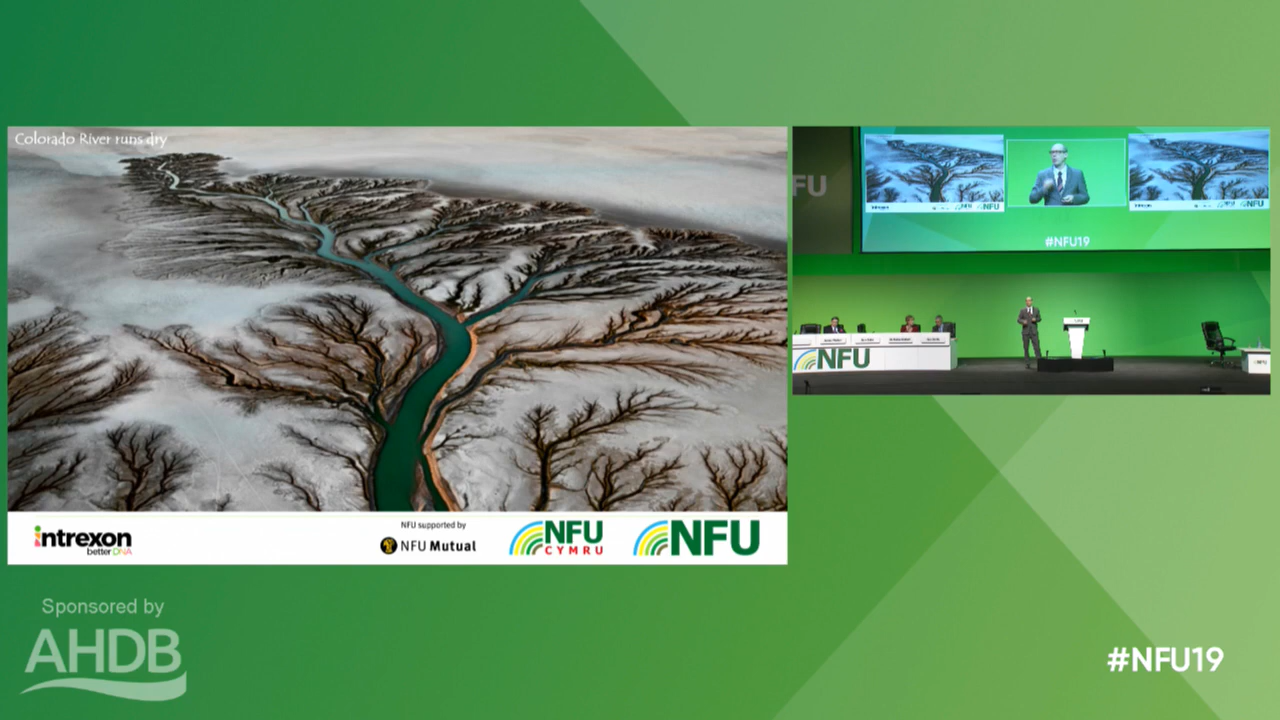 Colorado River runs dry
intrexon
better DNA
NFU supported by
NFU Mutual
NFU
CYMRU
NFU
FU
#NFU19
NFU
Sponsored by
AHDB
#NFU19